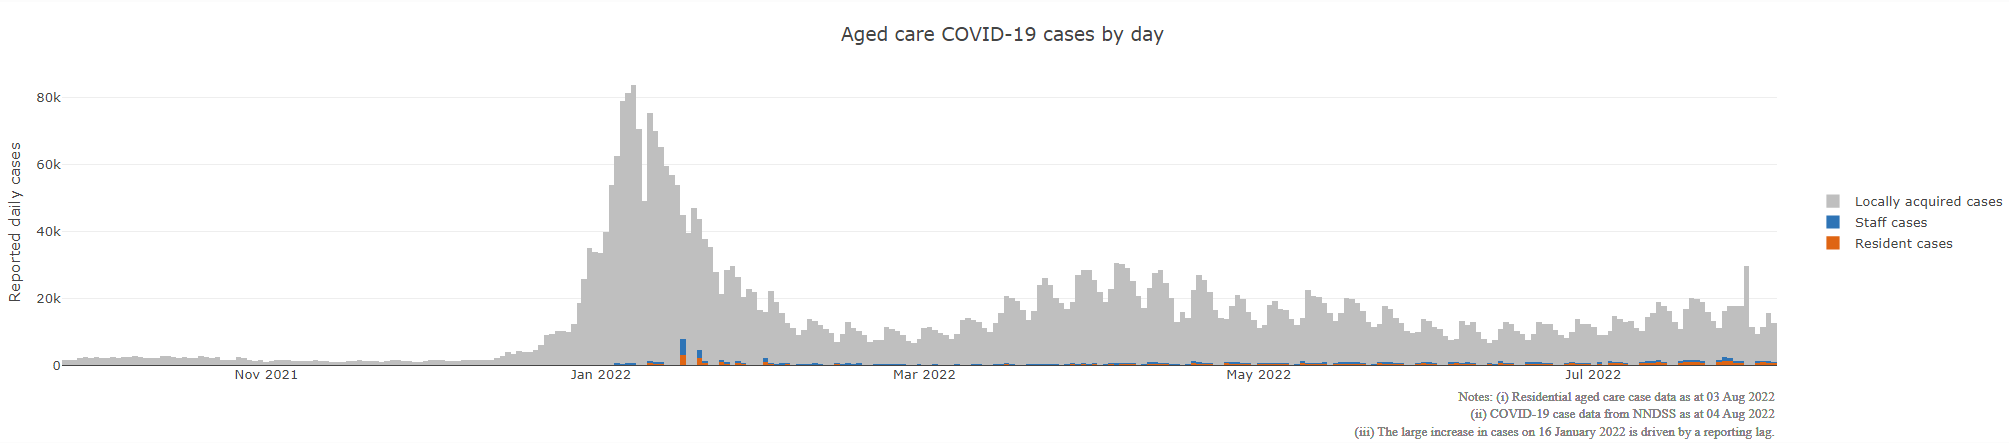 Aged care COVID-19 cases by day
Reported daily cases
80k
60k
40k
20k
0
Nov 2021
Jan 2022
Mar 2022
May 2022
Jul 2022
Locally acquired cases
Staff cases
Resident cases
Notes: (i) Residential aged care case data as at 03 Aug 2022
(ii) COVID-19 case data from NNDSS as at 04 Aug 2022
(iii) The large increase in cases on 16 January 2022 is driven by a reporting lag.